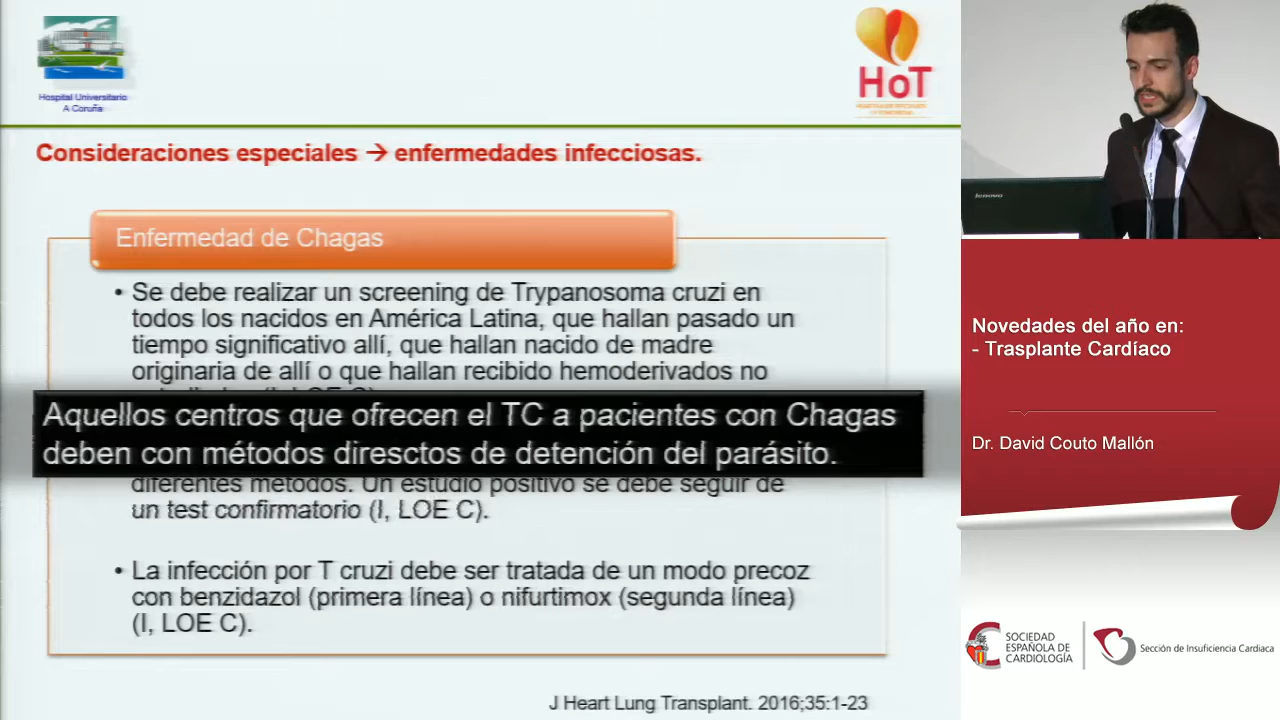 Hospital Universitario
A Coruña
HoT
Consideraciones especiales → enfermedades infecciosas.
Enfermedad de Chagas
• Se debe realizar un screening de Trypanosoma cruzi en
todos los nacidos en América Latina, que hallan pasado un
tiempo significativo allí, que hallan nacido de madre
originaria de allí o que hallan recibido hemoderivados no
Aquellos centros que ofrecen el TC a pacientes con Chagas
deben con métodos diresctos de detención del parásito.
diferentes métodos. Un estudio positivo se debe seguir de
un test confirmatorio (I, LOE C).
• La infección por T cruzi debe ser tratada de un modo precoz
con benzidazol (primera línea) o nifurtimox (segunda línea)
(I, LOE C).
J Heart Lung Transplant. 2016;35:1-23
lenovo
Novedades del año en:
- Trasplante Cardíaco
Dr. David Couto Mallón
SOCIEDAD
ESPAÑOLA DE
CARDIOLOGÍA
Sección de Insuficiencia Cardiaca